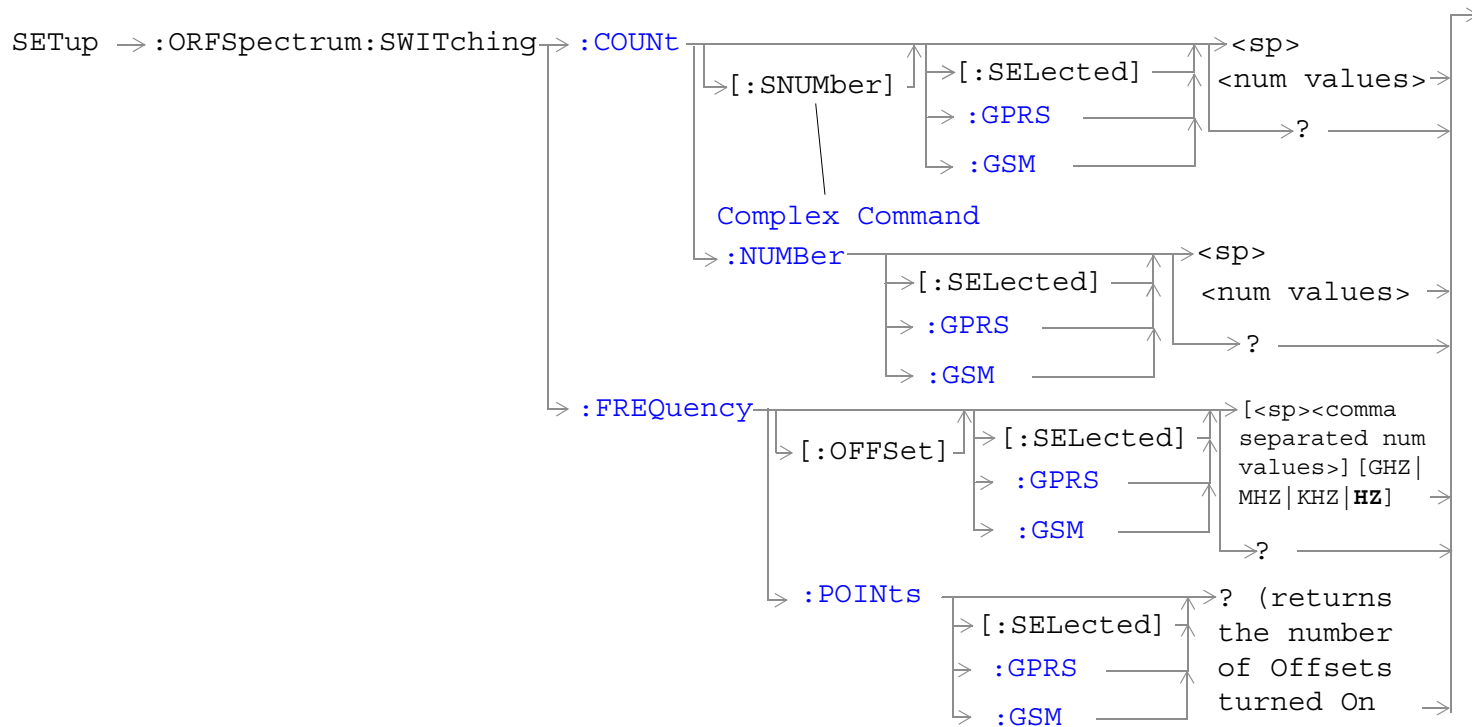 SETup :ORFSpectrum:SWITching :COUNt <sp>
[:SNUMber] [:SELected] <num values>
:GPRS ?
:GSM
Complex Command
:NUMBer <sp>
[:SELected] <num values>
:GPRS ?
:GSM
:FREQuency [<sp><comma
[:OFFSet] [:SELected] separated num
:GPRS values>][GHZ|
MHZ|KHZ|HZ]
:GSM ?
:POINts ? (returns
[:SELected] the number
:GPRS of Offsets
:GSM turned On